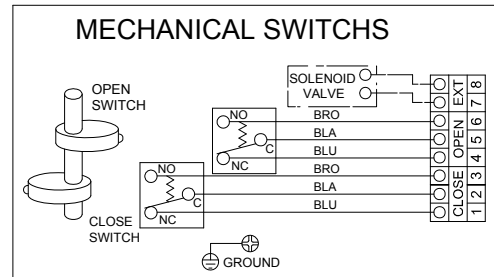 MECHANICAL SWITCHS
OPEN
SWITCH
CLOSE
SWITCH
SOLENOID
VALVE
NO
C
NC
NO
C
NC
BRO
BLA
BLU
BRO
BLA
BLU
EXT
OPEN
CLOSE
8
7
6
5
4
3
2
1
GROUND